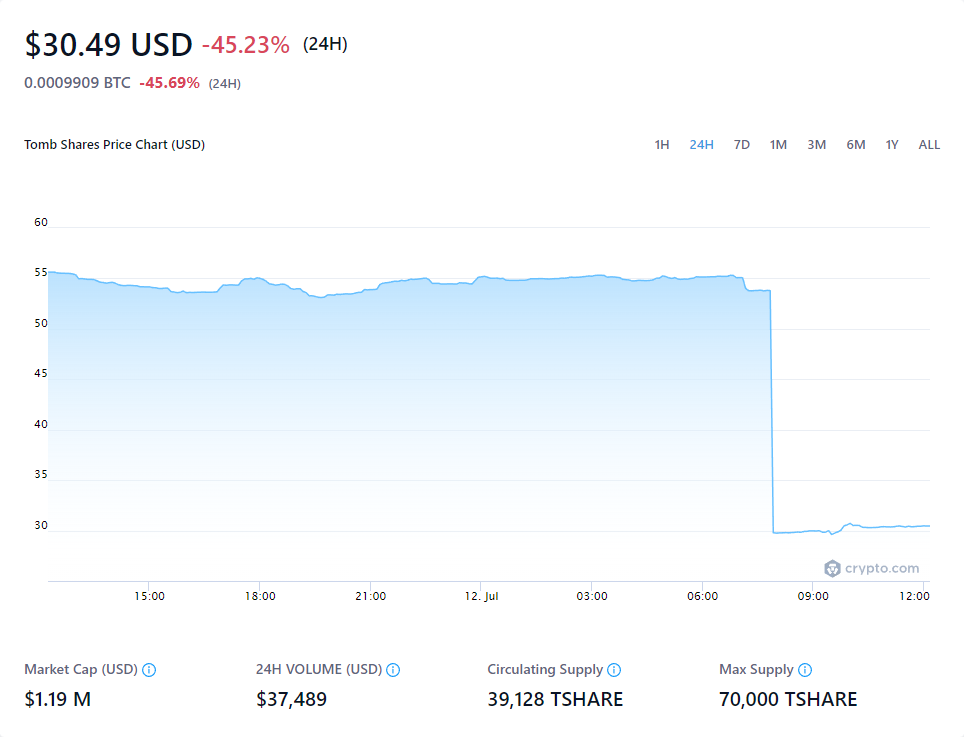 $30.49 USD -45.23% (24H)
0.0009909 BTC -45.69% (24H)
Tomb Shares Price Chart (USD) 1H 24H 7D 1M 3M 6M 1Y ALL
60
55
50
45
40
35
30
crypto.com
15:00 18:00 21:00 12. Jul 03:00 06:00 09:00 12:00
Market Cap (USD) 24H VOLUME (USD) Circulating Supply Max Supply
$1.19 M $37,489 39,128 TSHARE 70,000 TSHARE